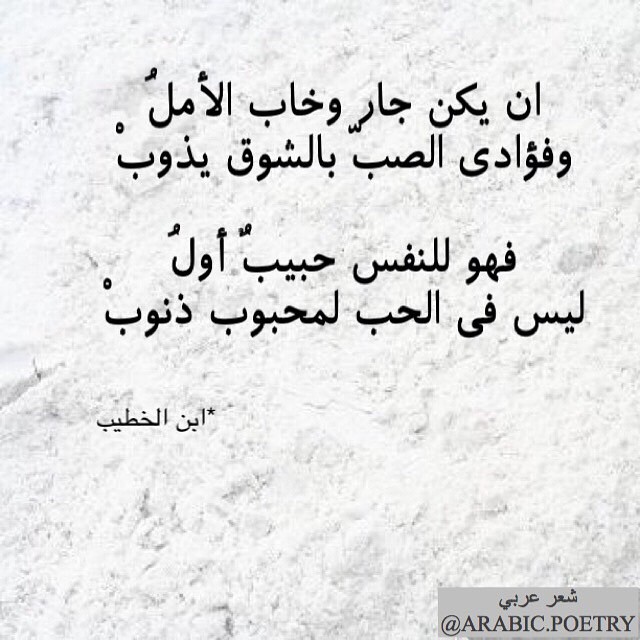 ان يكن جار وخاب الأملُ
وفؤادى الصبّ بالشوق يذوبْ
فهو للنفس حبيبٌ أولُ
ليس فى الحب لمحبوب ذنوبْ
*ابن الخطيب
شعر عربي
@ARABIC.POETRY